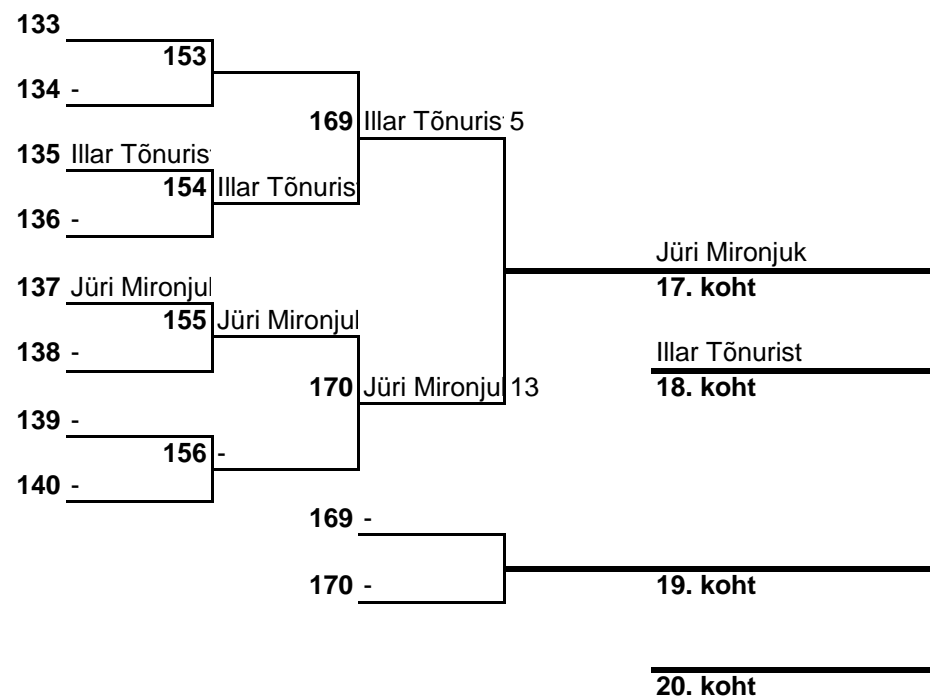 133
153
134 -
169 Illar Tõnuris 5
135 Illar Tõnuris
154 Illar Tõnuris
136 -
Jüri Mironjuk
137 Jüri Mironjul
17. koht
155 Jüri Mironjul
138 -
Illar Tõnurist
170 Jüri Mironjul 13
18. koht
139 -
156 -
140 -
169 -
170 -
19. koht
20. koht